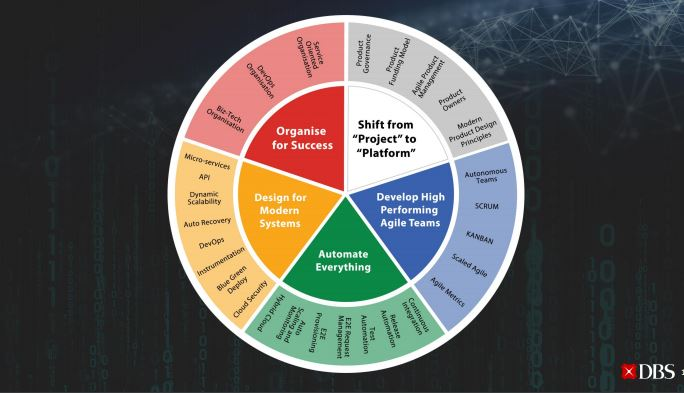 Organise
for Success
Shift from
"Project" to
"Platform"
Develop High
Performing
Agile Teams
Automate
Everything
Design for
Modern
Systems
Product
Governance
Product
Funding Model
Agile Product
Management
Product
Owners
Modern
Product Design
Principles
Autonomous
Teams
SCRUM
KANBAN
Scaled Agile
Agile Metrics
Continuous
Integration
Release
Automation
Test
Automation
E2E Request
Management
E2E
Provisioning
Auto
Scaling and
Monitoring
Hybrid Cloud
Cloud Security
Blue Green
Deploy
Instrumentation
DevOps
Auto Recovery
Dynamic
Scalability
API
Micro-services
Biz-Tech
Organisation
DevOps
Organisation
Service
Oriented
Organisation
DBS